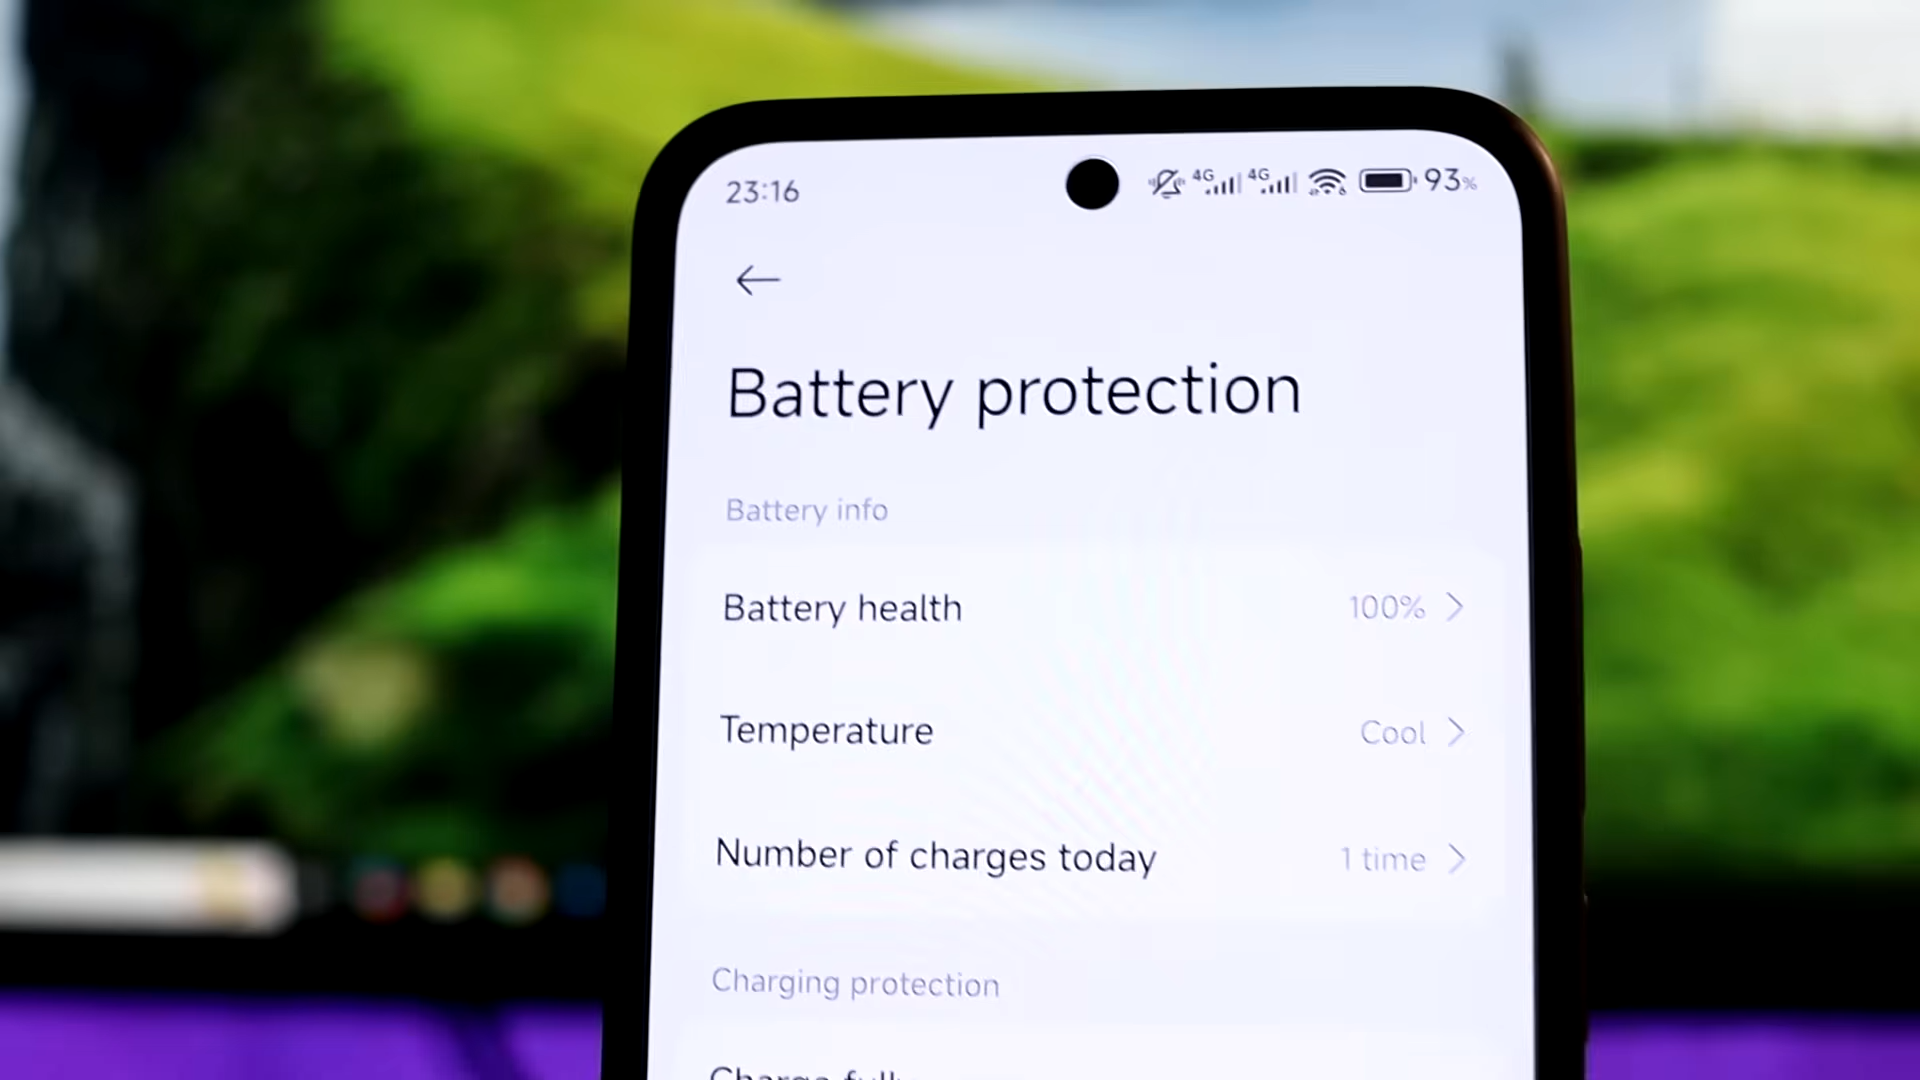 23:16 4G 4G 93%
Battery protection
Battery info
Battery health 100%
Temperature Cool
Number of charges today 1 time
Charging protection